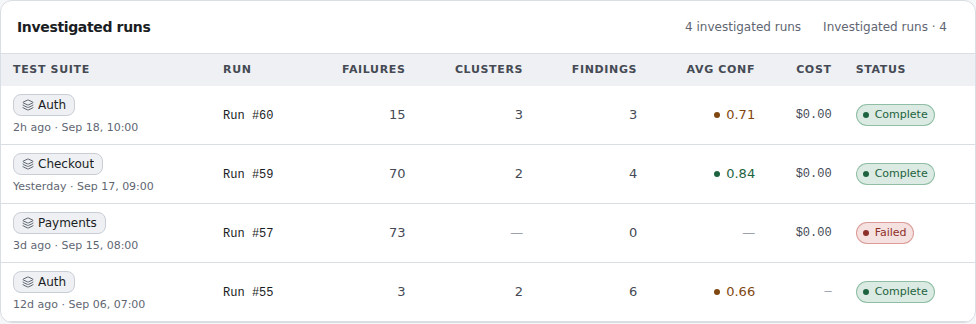 Investigated runs 4 investigated runs Investigated runs · 4
TEST SUITE RUN FAILURES CLUSTERS FINDINGS AVG CONF COST STATUS
Auth
2h ago · Sep 18, 10:00
Run #60 15 3 3 0.71 $0.00 Complete
Checkout
Yesterday · Sep 17, 09:00
Run #59 70 2 4 0.84 $0.00 Complete
Payments
3d ago · Sep 15, 08:00
Run #57 73 — 0 — $0.00 Failed
Auth
12d ago · Sep 06, 07:00
Run #55 3 2 6 0.66 – Complete